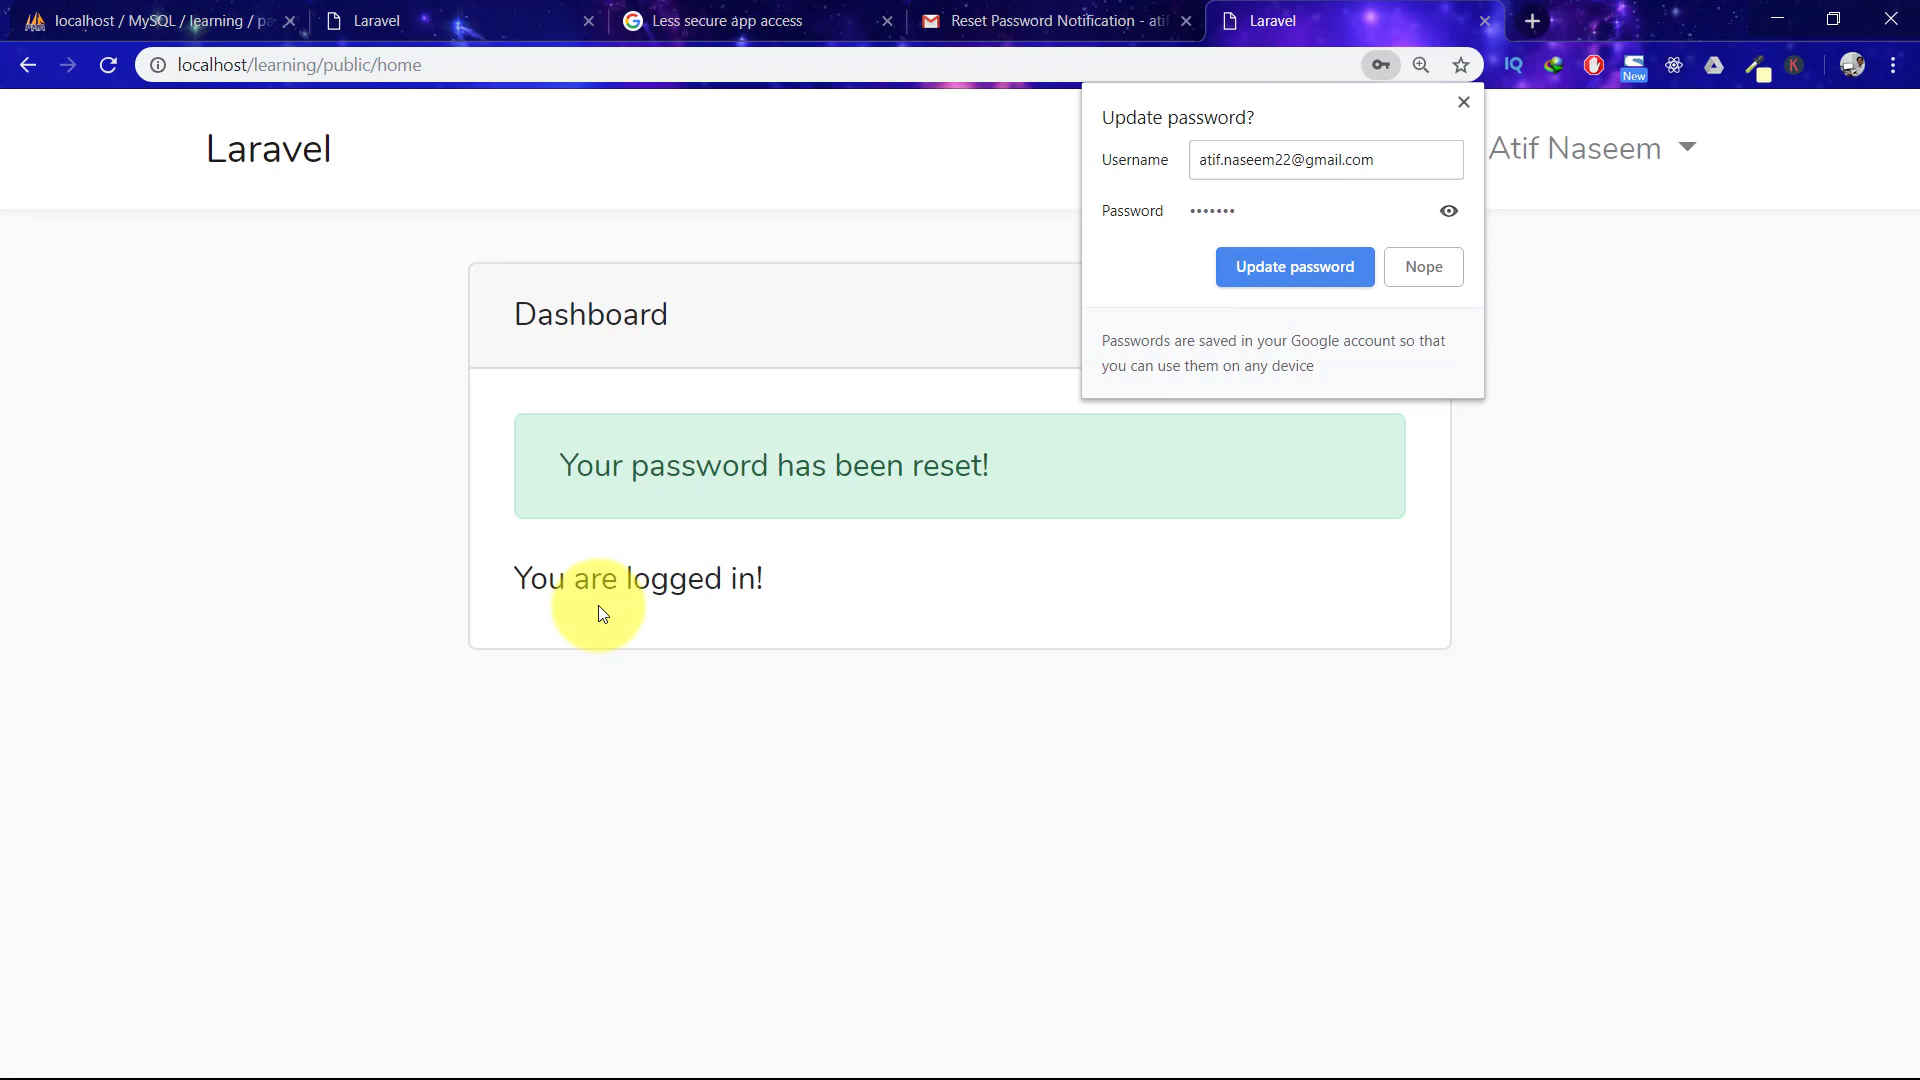 localhost / MySQL / learning / pa
Laravel
Less secure app access
Reset Password Notification - atif
Laravel
localhost/learning/public/home
IQ
New
K
Update password?
Username atif.naseem22@gmail.com
Password •••••••
Update password Nope
Passwords are saved in your Google account so that
you can use them on any device
Laravel
Atif Naseem
Dashboard
Your password has been reset!
You are logged in!